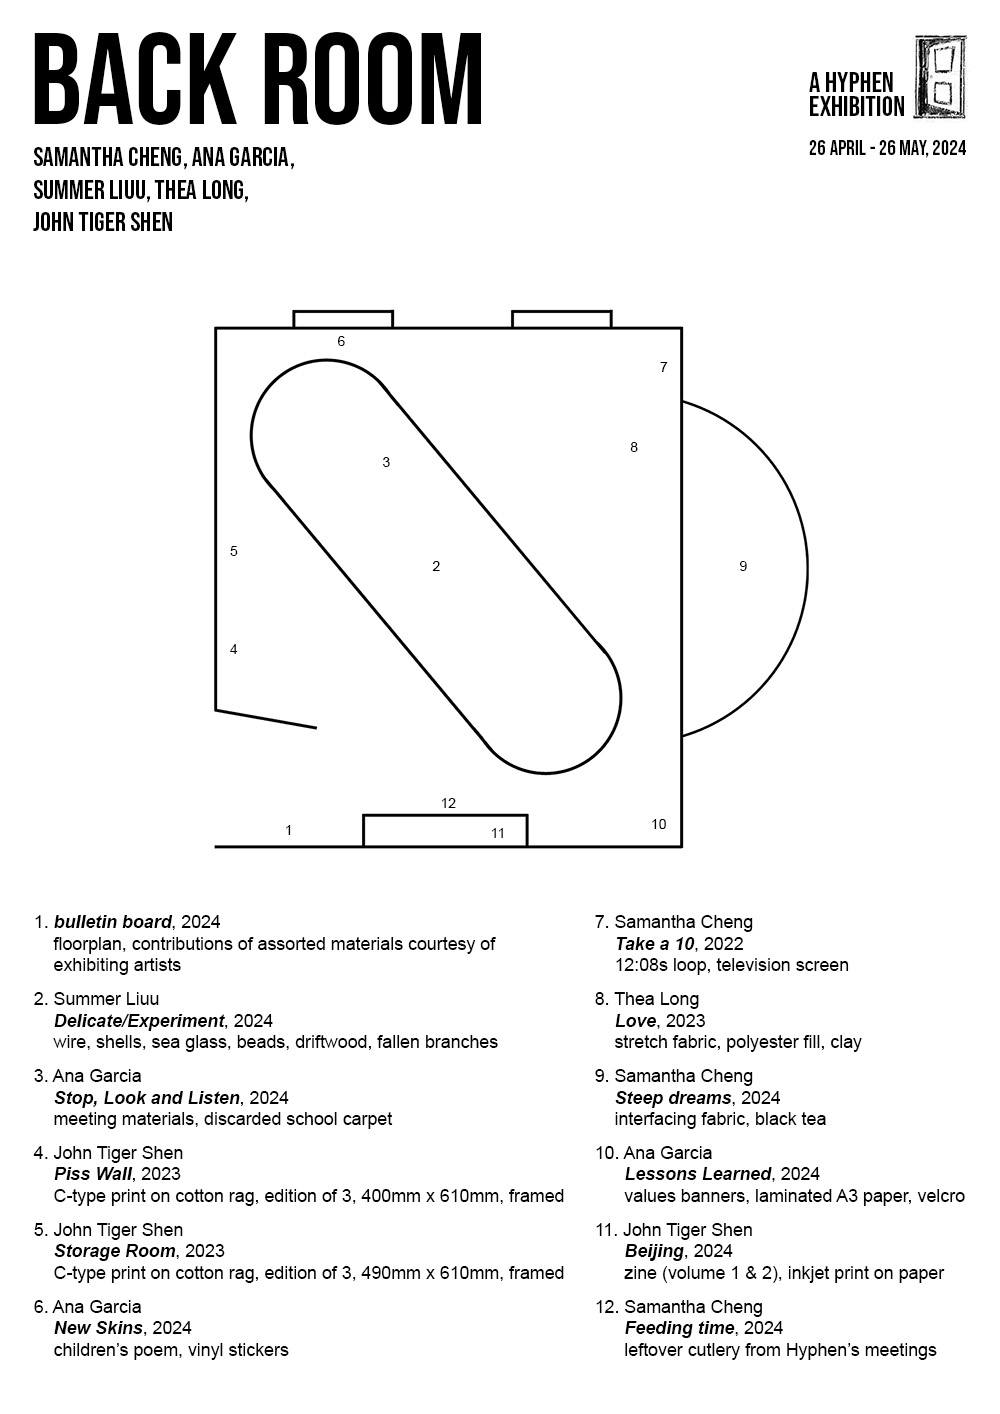 BACK ROOM
SAMANTHA CHENG, ANA GARCIA,
SUMMER LIUU, THEA LONG,
JOHN TIGER SHEN
A HYPHEN
EXHIBITION
26 APRIL - 26 MAY, 2024
6
7
8
3
5
2
9
4
12
1
11
10
1. bulletin board, 2024
floorplan, contributions of assorted materials courtesy of
exhibiting artists
2. Summer Liuu
Delicate/Experiment, 2024
wire, shells, sea glass, beads, driftwood, fallen branches
3. Ana Garcia
Stop, Look and Listen, 2024
meeting materials, discarded school carpet
4. John Tiger Shen
Piss Wall, 2023
C-type print on cotton rag, edition of 3, 400mm x 610mm, framed
5. John Tiger Shen
Storage Room, 2023
C-type print on cotton rag, edition of 3, 490mm x 610mm, framed
6. Ana Garcia
New Skins, 2024
children’s poem, vinyl stickers
7. Samantha Cheng
Take a 10, 2022
12:08s loop, television screen
8. Thea Long
Love, 2023
stretch fabric, polyester fill, clay
9. Samantha Cheng
Steep dreams, 2024
interfacing fabric, black tea
10. Ana Garcia
Lessons Learned, 2024
values banners, laminated A3 paper, velcro
11. John Tiger Shen
Beijing, 2024
zine (volume 1 & 2), inkjet print on paper
12. Samantha Cheng
Feeding time, 2024
leftover cutlery from Hyphen’s meetings